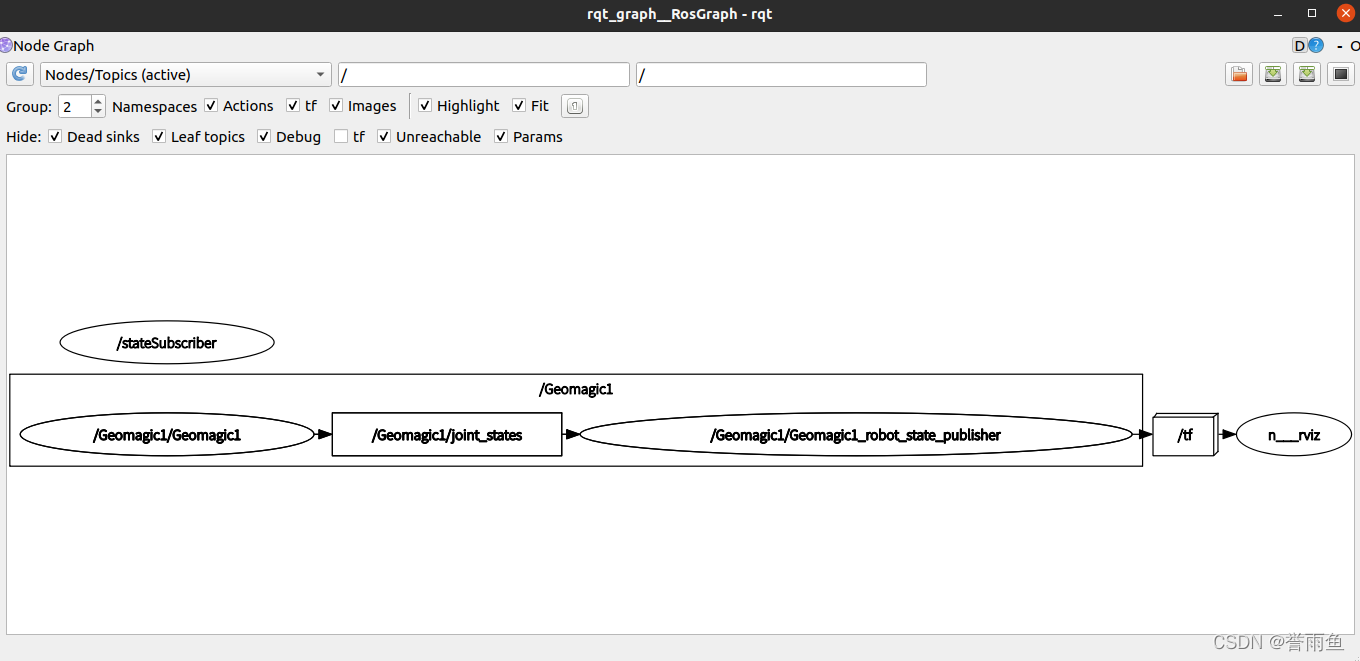 rqt_graph__RosGraph - rqt
Node Graph D ? - O
Nodes/Topics (active) / /
Group: 2 Namespaces Actions tf Images Highlight Fit
Hide: Dead sinks Leaf topics Debug tf Unreachable Params
/stateSubscriber
/Geomagic1
/Geomagic1/Geomagic1 /Geomagic1/joint_states /Geomagic1/Geomagic1_robot_state_publisher /tf n___rviz
CSDN @誉雨鱼